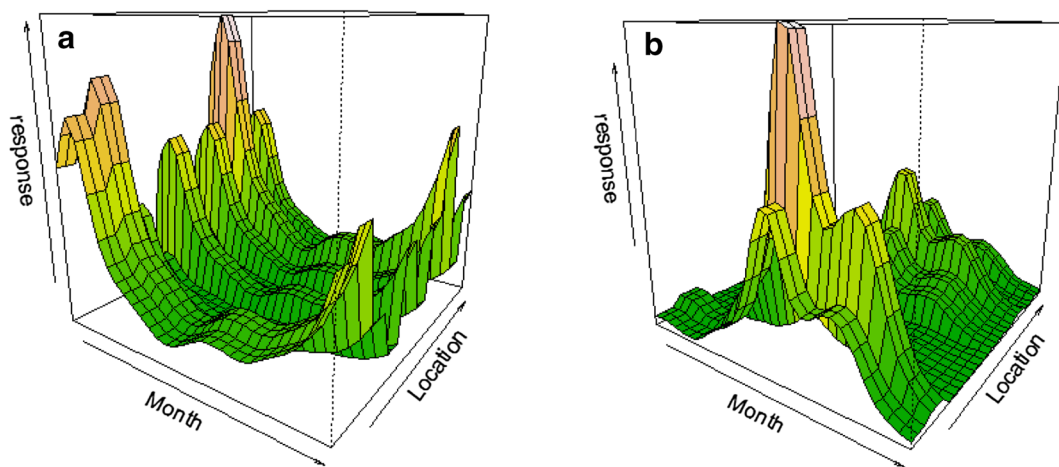 a
response
Month
Location
b
response
Month
Location